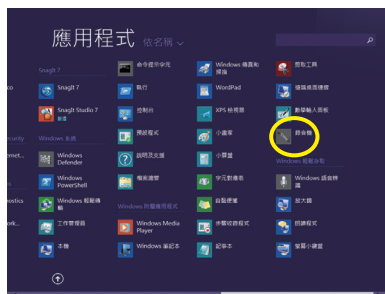 應用程式 依名稱
Snagit 7
Snagit 7
Snagit Studio 7
新增
Windows 系統
Windows
Defender
Windows
PowerShell
Windows 輕鬆傳
輸
工作管理員
本機
命令提示字元
執行
控制台
預設程式
說明及支援
檔案總管
Windows 附屬應用程式
Windows Media
Player
Windows 筆記本
Windows 傳真和
掃描
WordPad
XPS 檢視器
小畫家
小算盤
字元對應表
自黏便箋
步驟收錄程式
記事本
剪取工具
遠端桌面連線
數學輸入面板
錄音機
Windows 輕鬆存取
Windows 語音辨
識
放大鏡
朗讀程式
螢幕小鍵盤